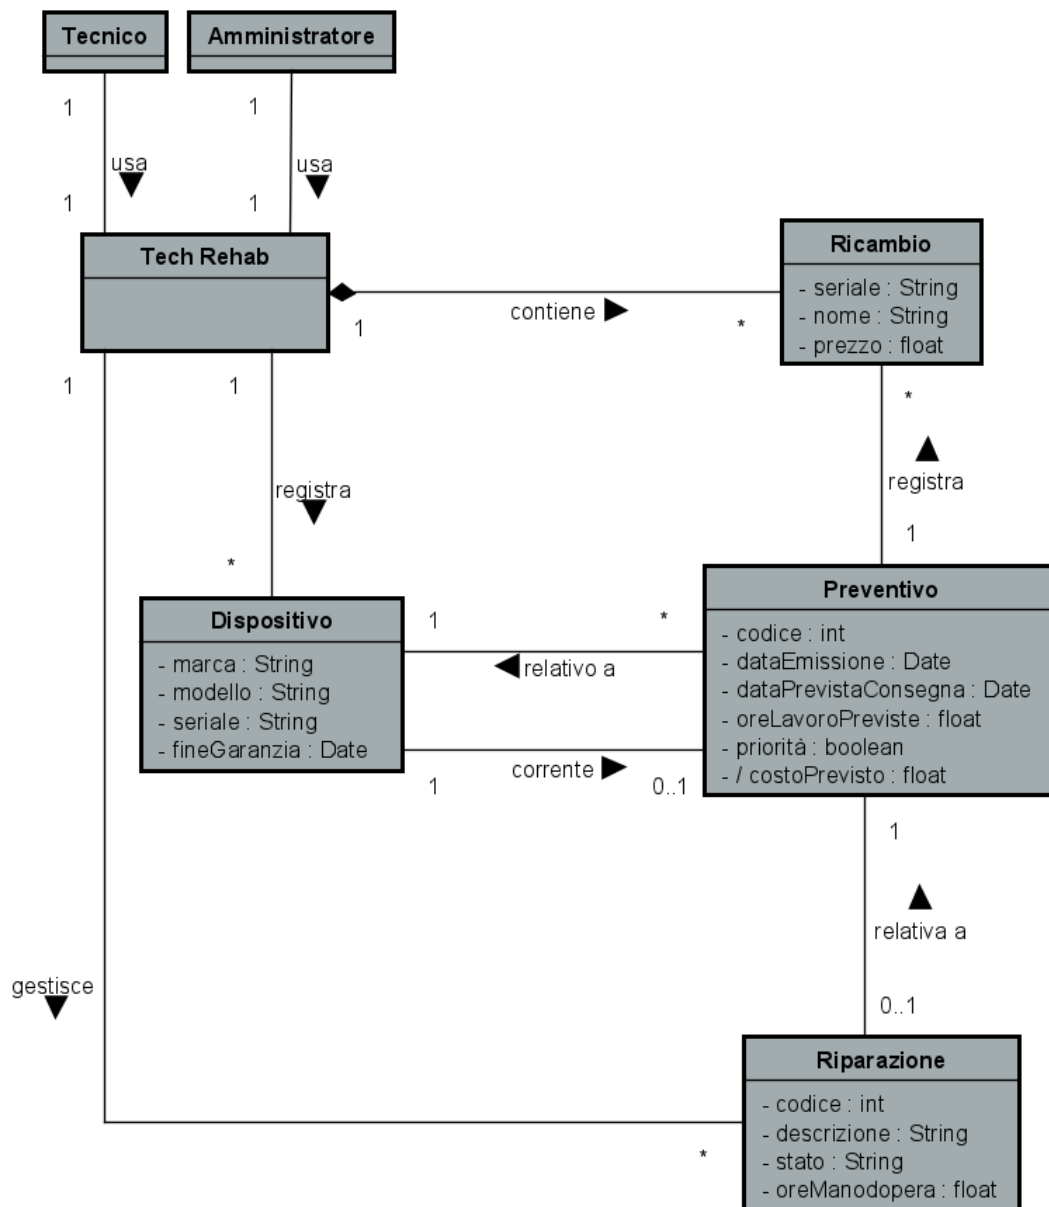 Tecnico
Amministratore
1
1
usa
usa
1
1
Tech Rehab
Ricambio
- seriale : String
- nome : String
- prezzo : float
contiene
1
*
1
1
*
registra
registra
*
1
Dispositivo
- marca : String
- modello : String
- seriale : String
- fineGaranzia : Date
Preventivo
- codice : int
- dataEmissione : Date
- dataPrevistaConsegna : Date
- oreLavoroPreviste : float
- priorità : boolean
- / costoPrevisto : float
1
*
relativo a
corrente
1
0..1
1
relativa a
gestisce
0..1
Riparazione
- codice : int
- descrizione : String
- stato : String
- oreManodopera : float
*